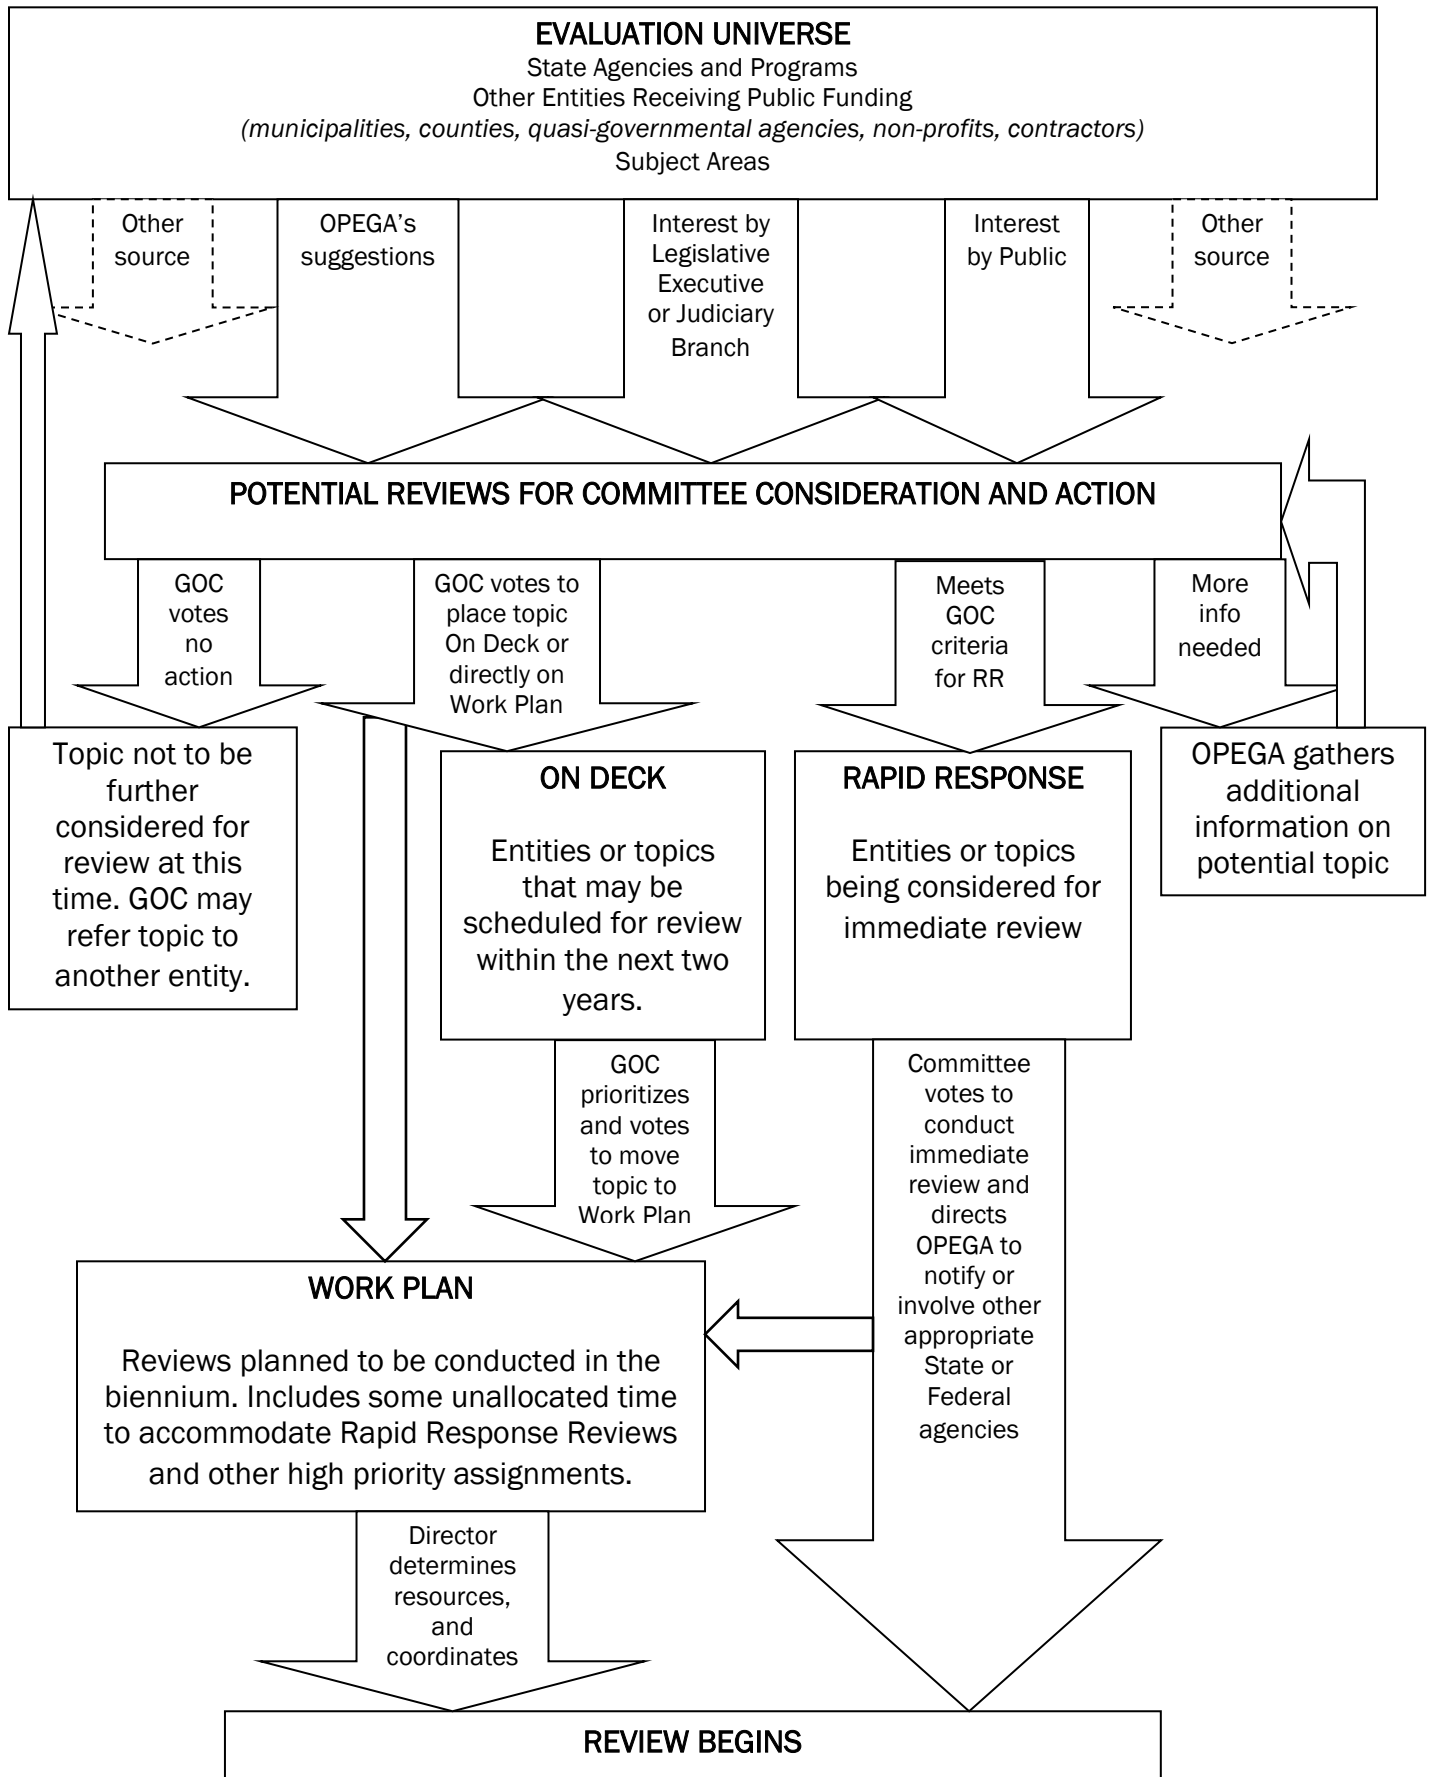 EVALUATION UNIVERSE
State Agencies and Programs
Other Entities Receiving Public Funding
(municipalities, counties, quasi-governmental agencies, non-profits, contractors)
Subject Areas
Other
source
OPEGA's
suggestions
Interest by
Legislative
Executive
or Judiciary
Branch
Interest
by Public
Other
source
POTENTIAL REVIEWS FOR COMMITTEE CONSIDERATION AND ACTION
GOC
votes
no
action
GOC votes to
place topic
On Deck or
directly on
Work Plan
Meets
GOC
criteria
for RR
More
info
needed
Topic not to be
further
considered for
review at this
time. GOC may
refer topic to
another entity.
ON DECK
Entities or topics
that may be
scheduled for review
within the next two
years.
RAPID RESPONSE
Entities or topics
being considered for
immediate review
OPEGA gathers
additional
information on
potential topic
GOC
prioritizes
and votes
to move
topic to
Work Plan
Committee
votes to
conduct
immediate
review and
directs
OPEGA to
notify or
involve other
appropriate
State or
Federal
agencies
WORK PLAN
Reviews planned to be conducted in the
biennium. Includes some unallocated time
to accommodate Rapid Response Reviews
and other high priority assignments.
Director
determines
resources,
and
coordinates
REVIEW BEGINS